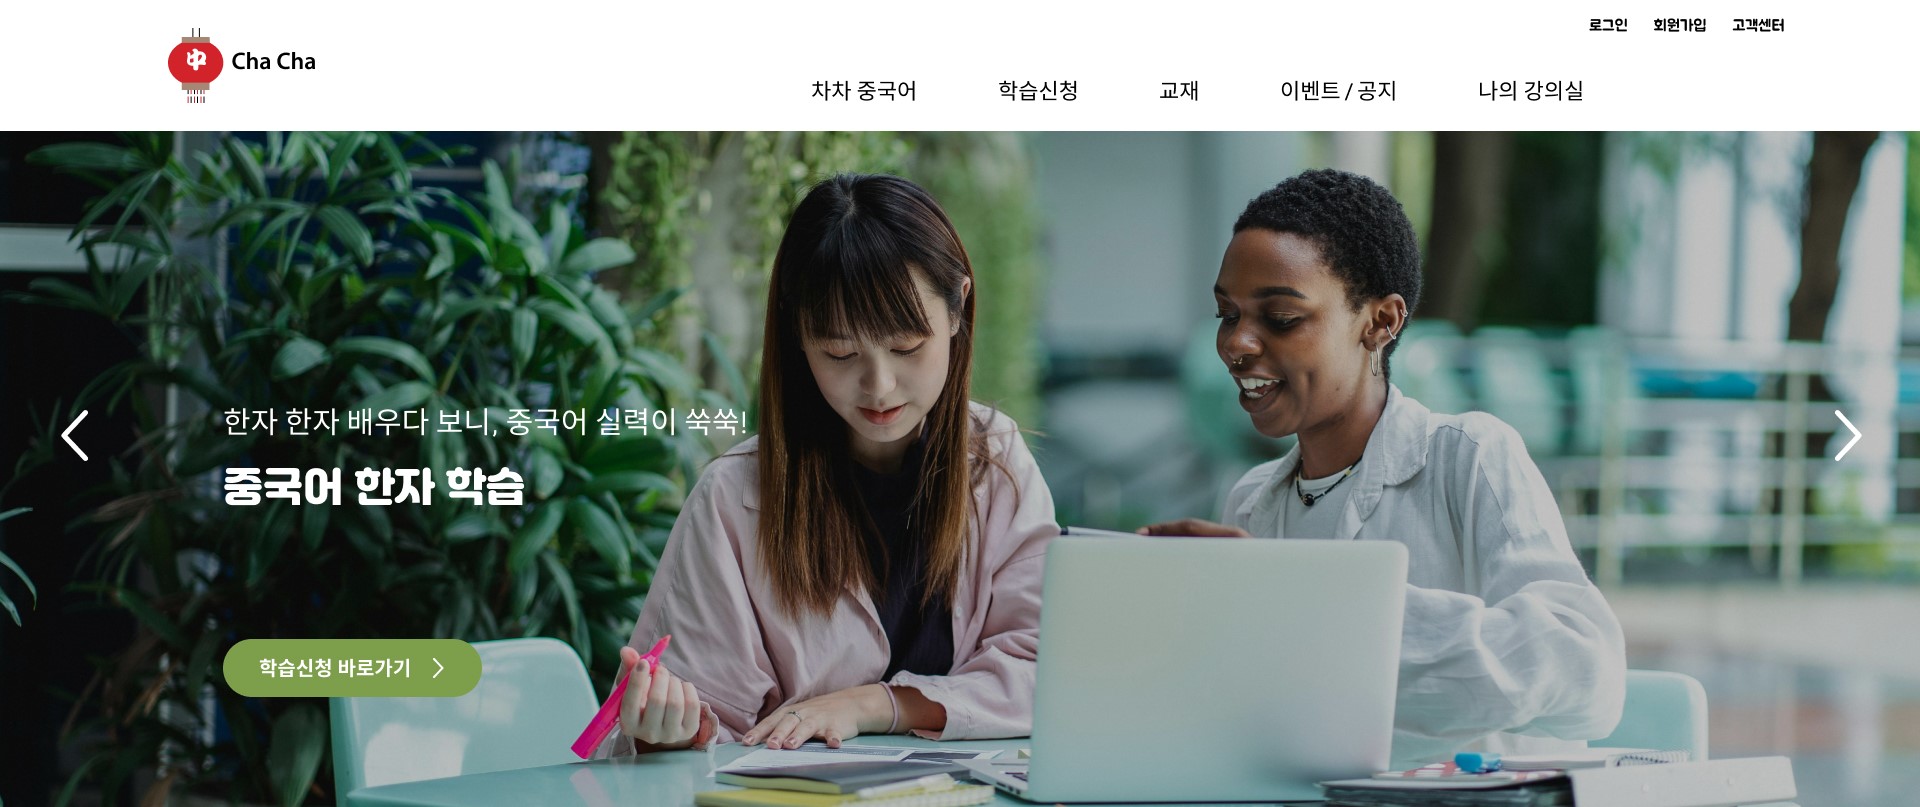 로그인 회원가입 고객센터
中 Cha Cha
차차 중국어 학습신청 교재 이벤트 / 공지 나의 강의실
한자 한자 배우다 보니, 중국어 실력이 쑥쑥!
중국어 한자 학습
학습신청 바로가기